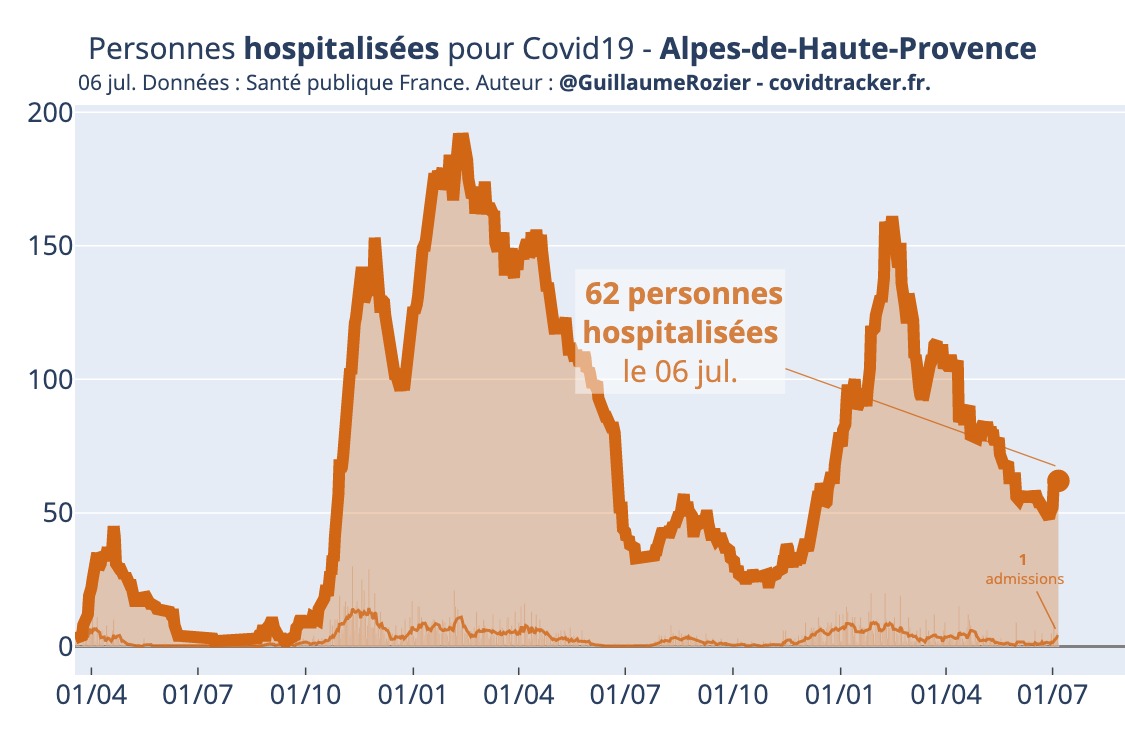 Personnes hospitalisées pour Covid19 - Alpes-de-Haute-Provence
06 jul. Données : Santé publique France. Auteur : @GuillaumeRozier - covidtracker.fr.
200
150
100
50
0
62 personnes
hospitalisées
le 06 jul.
1
admissions
01/04 01/07 01/10 01/01 01/04 01/07 01/10 01/01 01/04 01/07